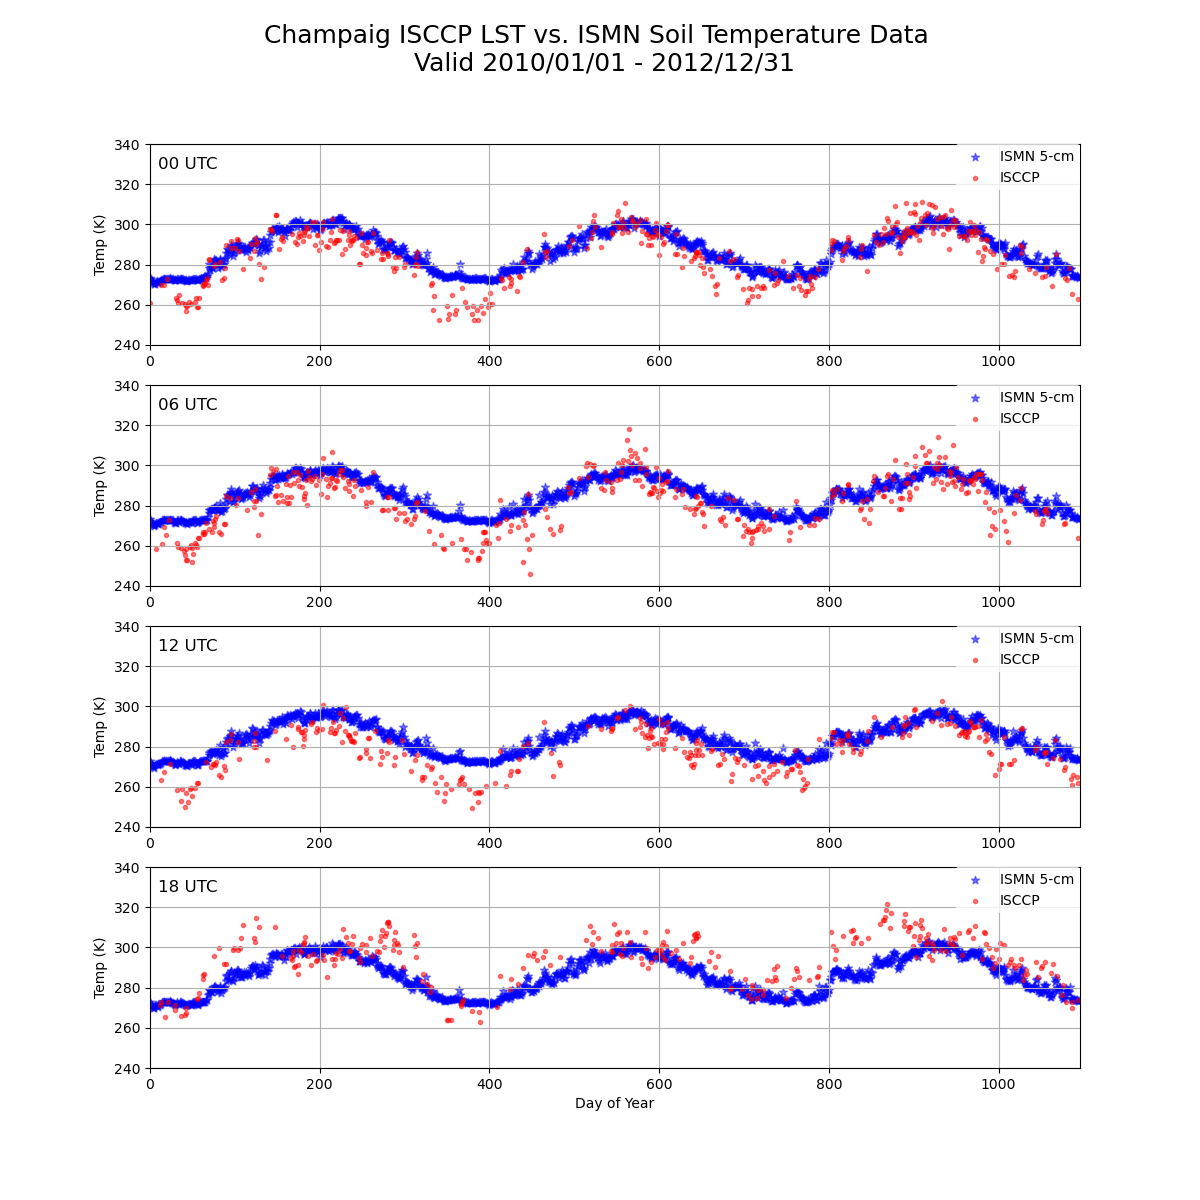 Champaig ISCCP LST vs. ISMN Soil Temperature Data
Valid 2010/01/01 - 2012/12/31
340
320
300
280
260
240
Temp (K)
00 UTC
ISMN 5-cm
ISCCP
0 200 400 600 800 1000
340
320
300
280
260
240
Temp (K)
06 UTC
ISMN 5-cm
ISCCP
0 200 400 600 800 1000
340
320
300
280
260
240
Temp (K)
12 UTC
ISMN 5-cm
ISCCP
0 200 400 600 800 1000
340
320
300
280
260
240
Temp (K)
18 UTC
ISMN 5-cm
ISCCP
0 200 400 600 800 1000
Day of Year